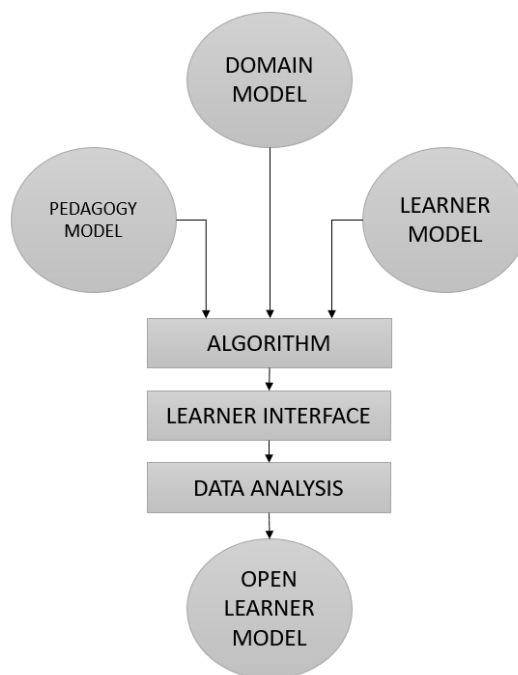 DOMAIN
MODEL
PEDAGOGY
MODEL
LEARNER
MODEL
ALGORITHM
LEARNER INTERFACE
DATA ANALYSIS
OPEN
LEARNER
MODEL